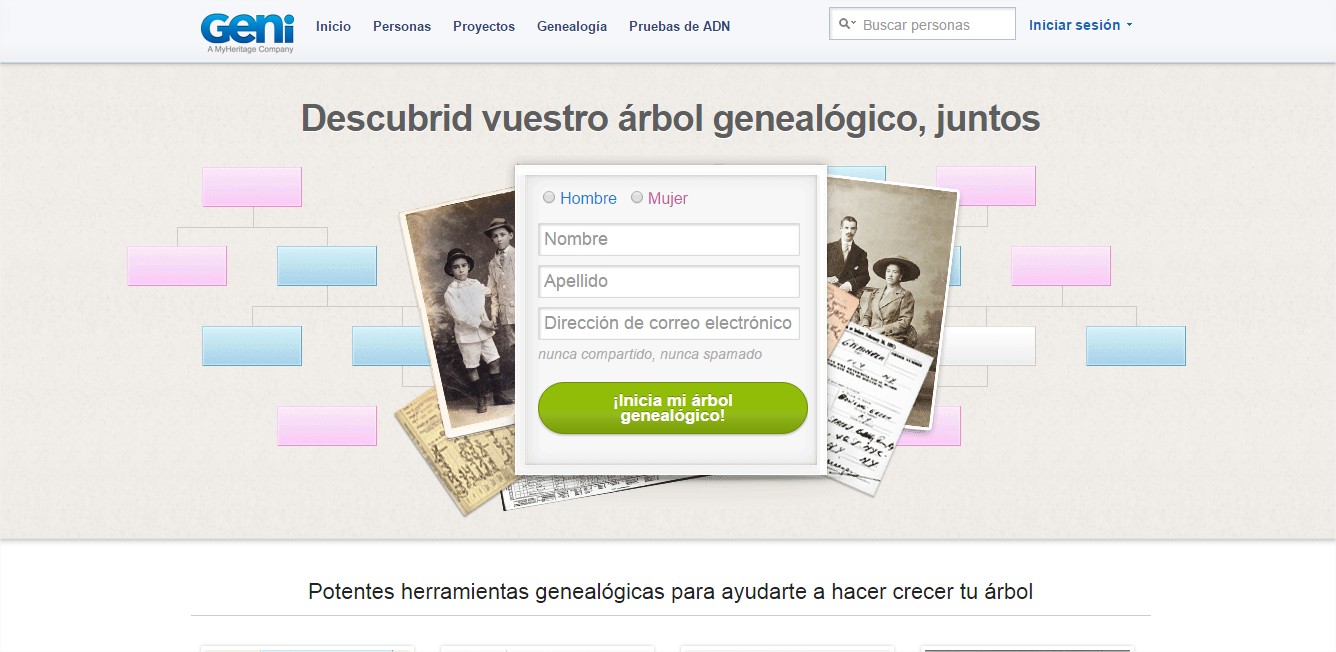 Geni
A MyHeritage Company
Inicio
Personas
Proyectos
Genealogía
Pruebas de ADN
Buscar personas
Iniciar sesión
Descubrid vuestro árbol genealógico, juntos
Hombre
Mujer
Nombre
Apellido
Dirección de correo electrónico
nunca compartido, nunca spamado
¡Inicia mi árbol
genealógico!
Potentes herramientas genealógicas para ayudarte a hacer crecer tu árbol